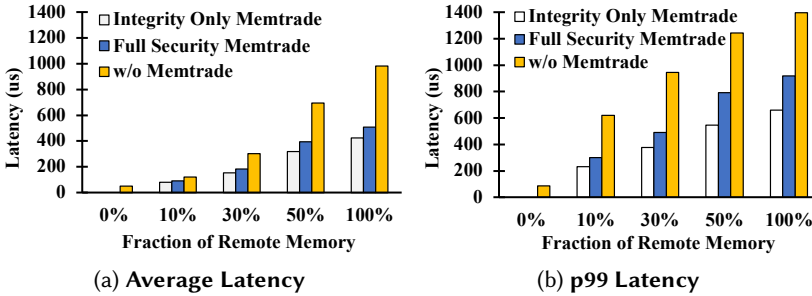 1400
1200
1000
800
600
400
200
0
Latency (us)
Integrity Only Memtrade
Full Security Memtrade
w/o Memtrade
0% 10% 30% 50% 100%
Fraction of Remote Memory
(a) Average Latency
1400
1200
1000
800
600
400
200
0
Latency (us)
Integrity Only Memtrade
Full Security Memtrade
w/o Memtrade
0% 10% 30% 50% 100%
Fraction of Remote Memory
(b) p99 Latency